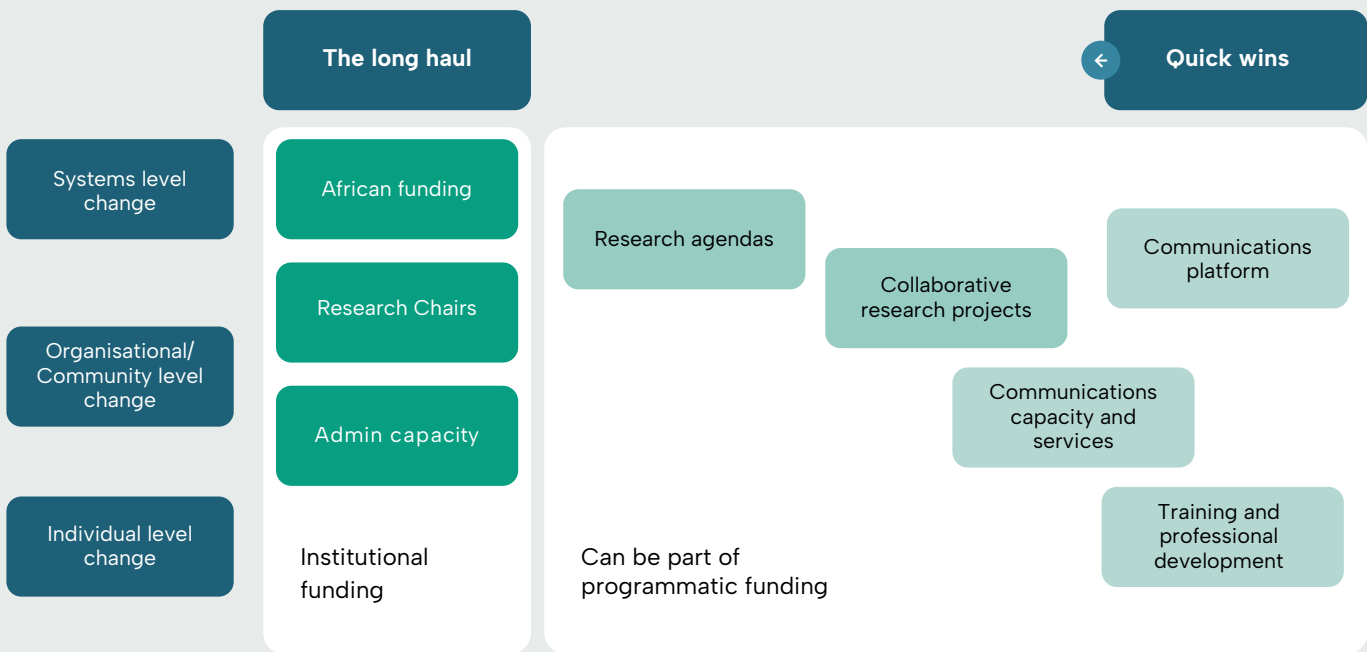 The long haul
Quick wins
Systems level
change
Organisational/
Community level
change
Individual level
change
African funding
Research Chairs
Admin capacity
Institutional
funding
Research agendas
Collaborative
research projects
Communications
platform
Communications
capacity and
services
Training and
professional
development
Can be part of
programmatic funding